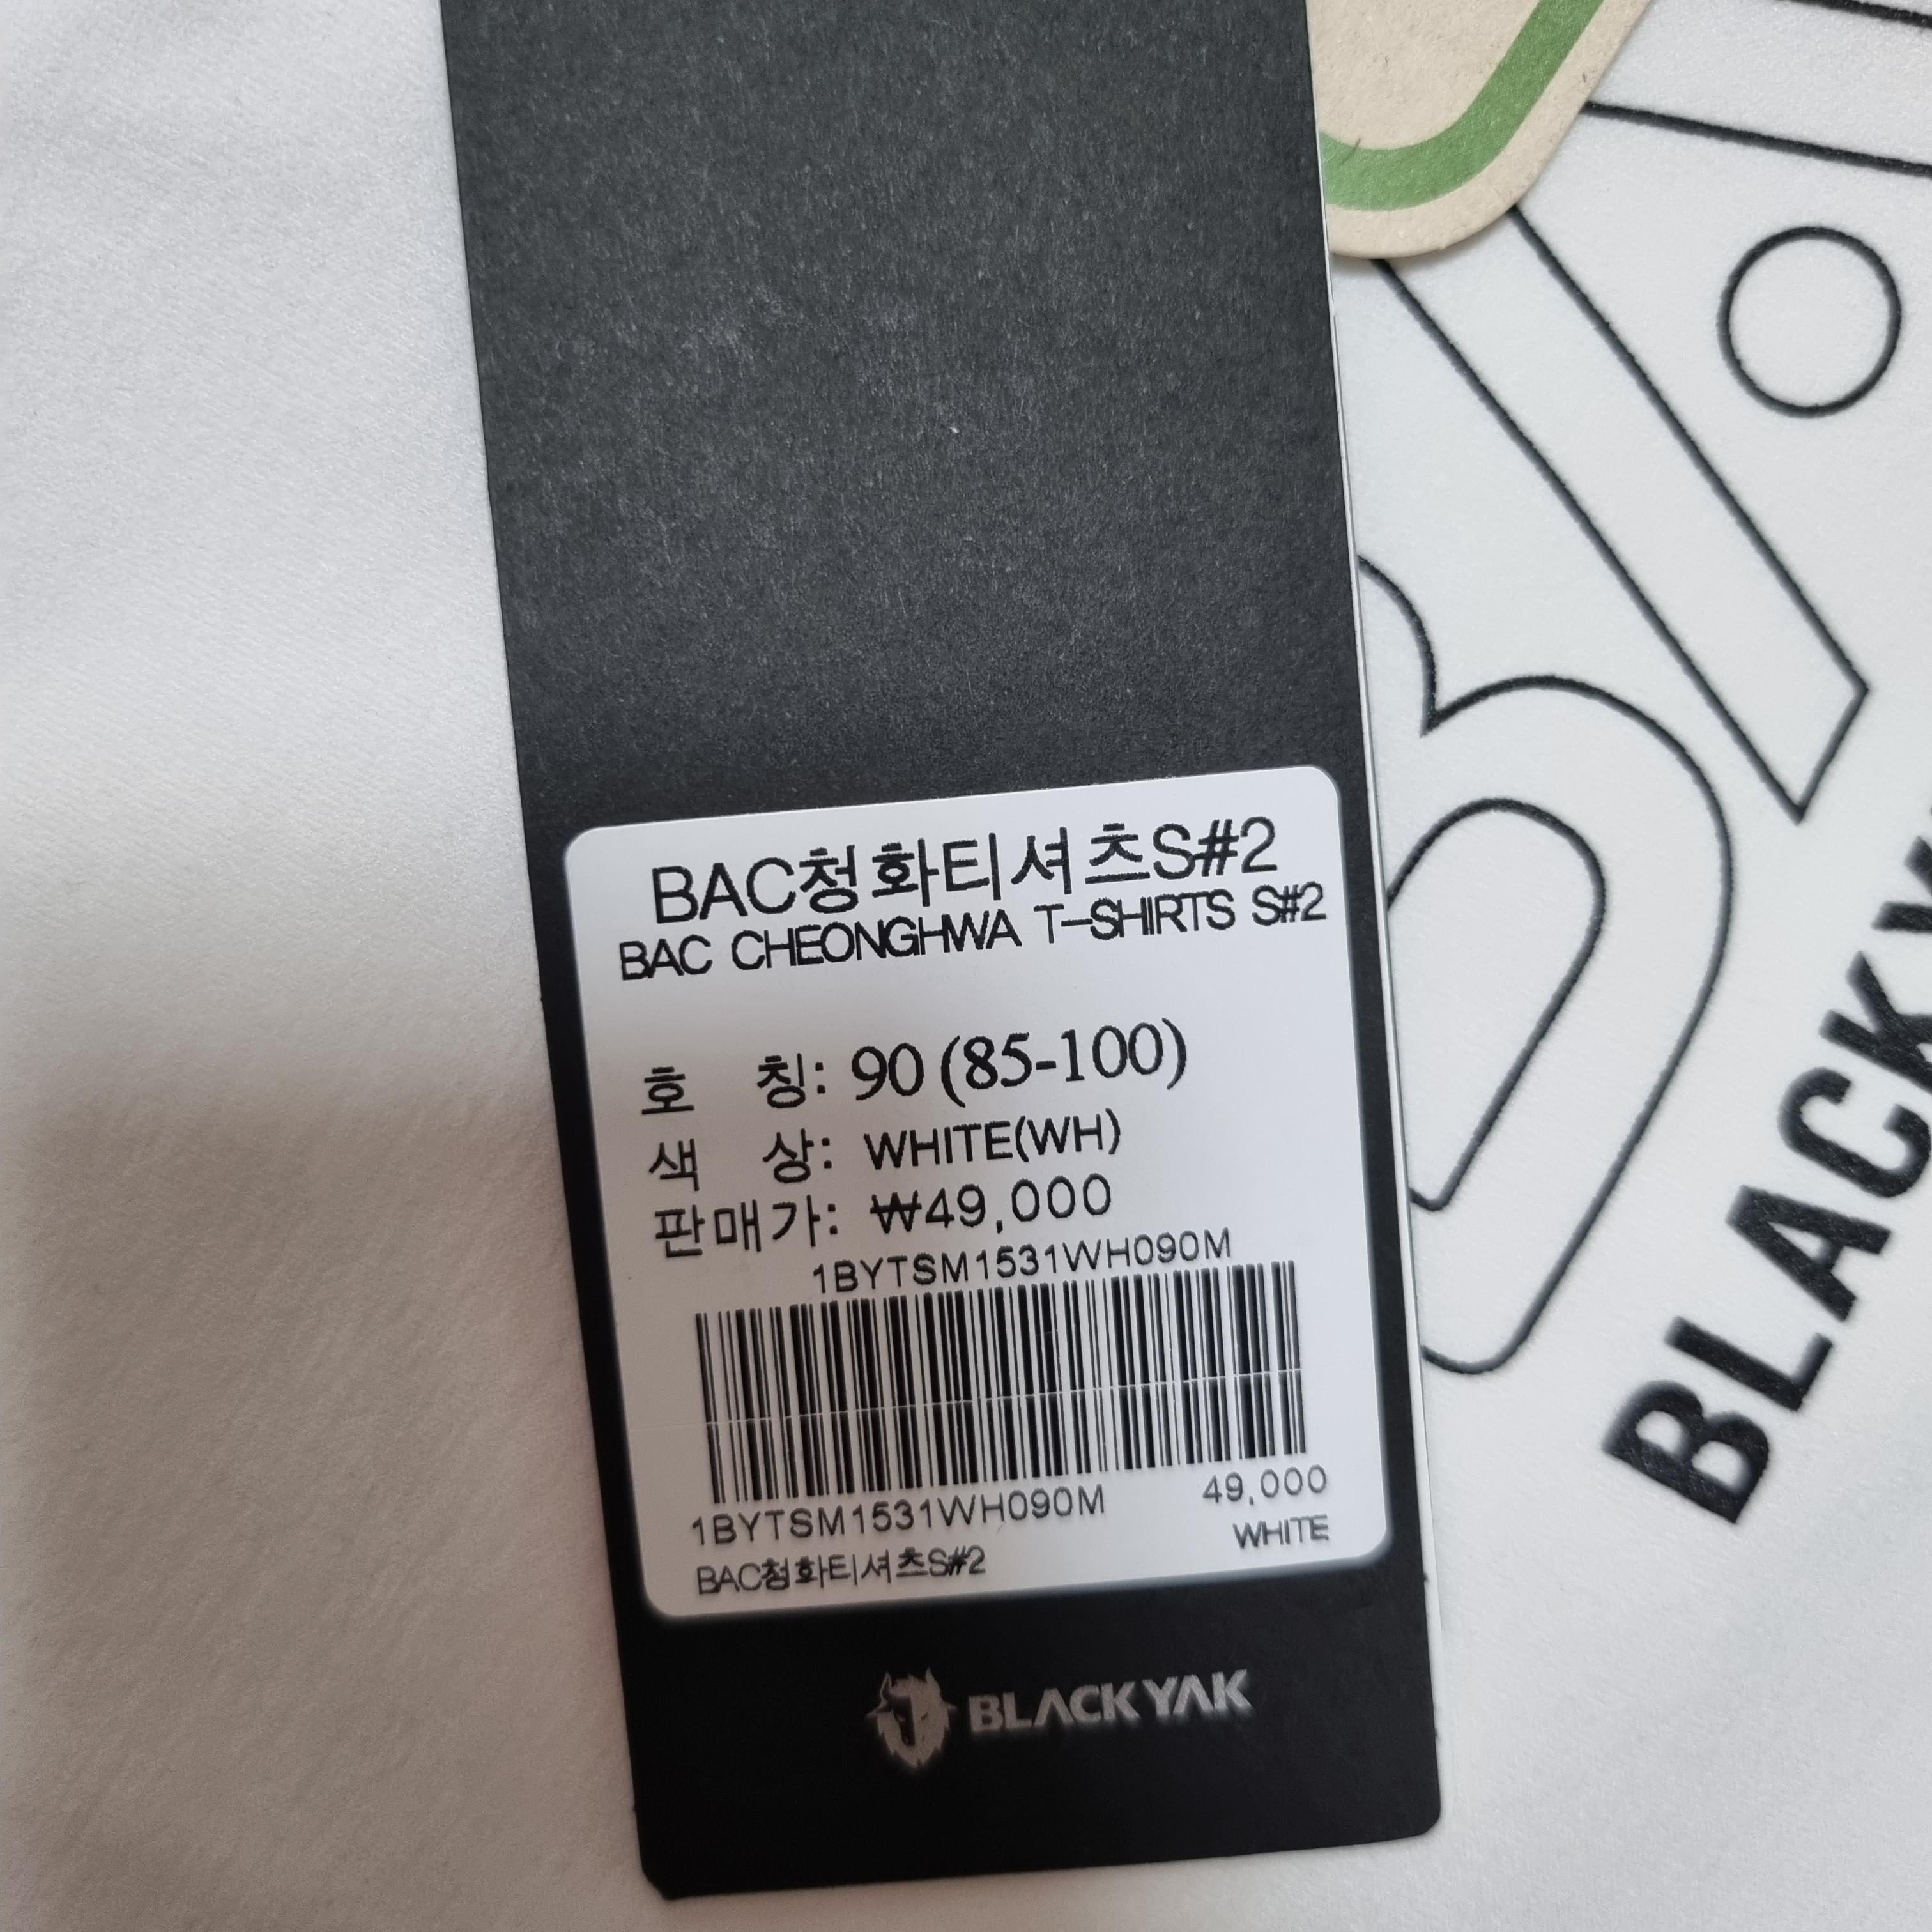 BAC청화티셔츠S#2
BAC CHEONGHWA T-SHIRTS S#2
호 칭: 90 (85-100)
색 상: WHITE(WH)
판매가: ₩49,000
1BYTSM1531WH090M
1BYTSM1531WH090M 49,000
BAC청화티셔츠S#2 WHITE
BLACKYAK
BLACKY